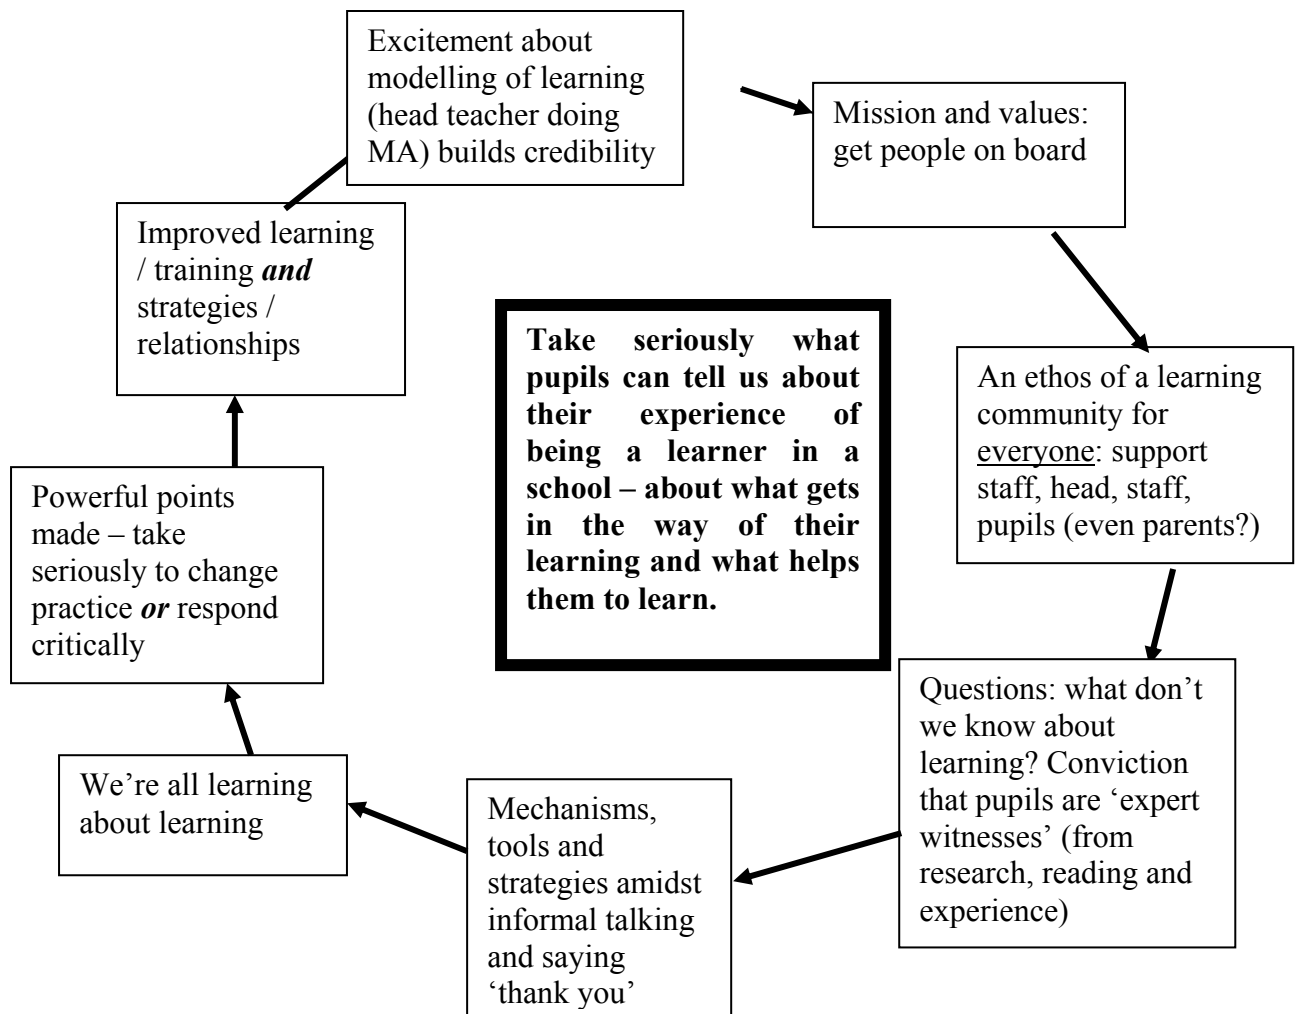 Excitement about
modelling of learning
(head teacher doing
MA) builds credibility
Mission and values:
get people on board
An ethos of a learning
community for
everyone: support
staff, head, staff,
pupils (even parents?)
Questions: what don’t
we know about
learning? Conviction
that pupils are ‘expert
witnesses’ (from
research, reading and
experience)
Mechanisms,
tools and
strategies amidst
informal talking
and saying
‘thank you’
We’re all learning
about learning
Powerful points
made – take
seriously to change
practice or respond
critically
Improved learning
/ training and
strategies /
relationships
Take seriously what
pupils can tell us about
their experience of
being a learner in a
school – about what gets
in the way of their
learning and what helps
them to learn.